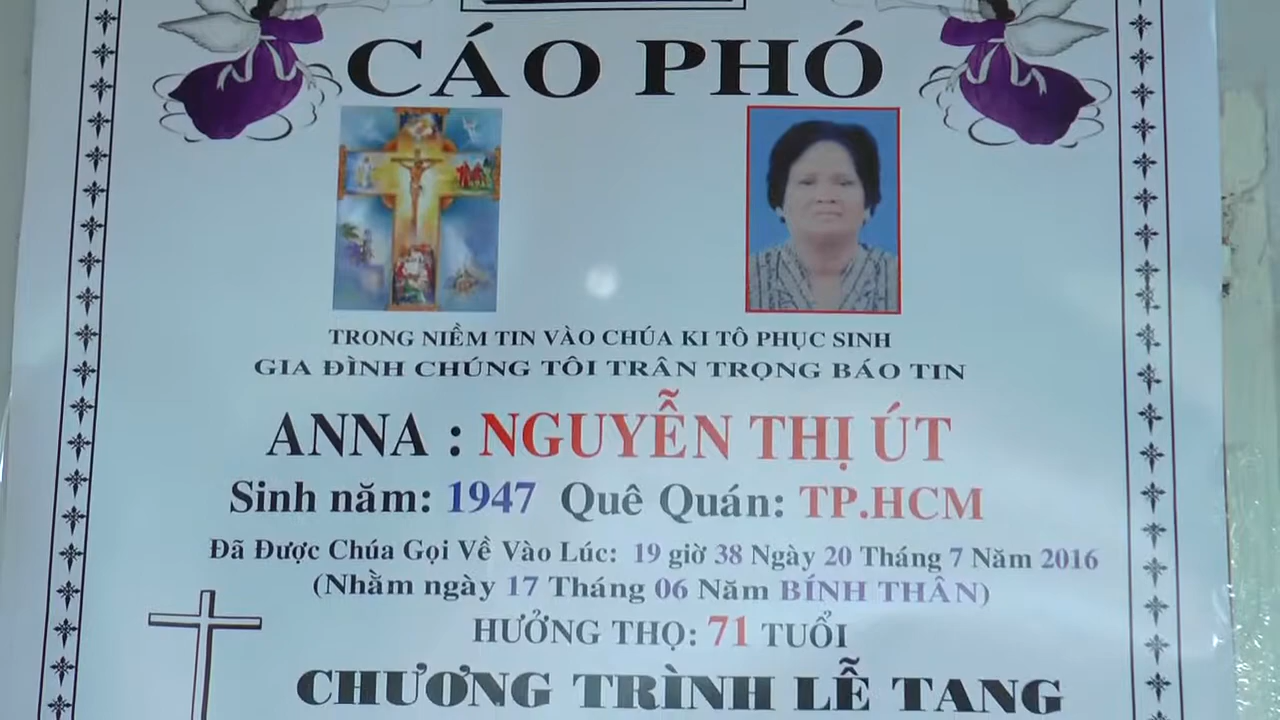 CÁO PHÓ
TRONG NIỀM TIN VÀO CHÚA KI TÔ PHỤC SINH
GIA ĐÌNH CHÚNG TÔI TRÂN TRỌNG BÁO TIN
ANNA : NGUYỄN THỊ ÚT
Sinh năm: 1947 Quê Quán: TP.HCM
Đã Được Chúa Gọi Về Vào Lúc: 19 giờ 38 Ngày 20 Tháng 7 Năm 2016
(Nhằm ngày 17 Tháng 06 Năm BÍNH THÂN)
HƯỞNG THỌ: 71 TUỔI
CHƯƠNG TRÌNH LỄ TANG